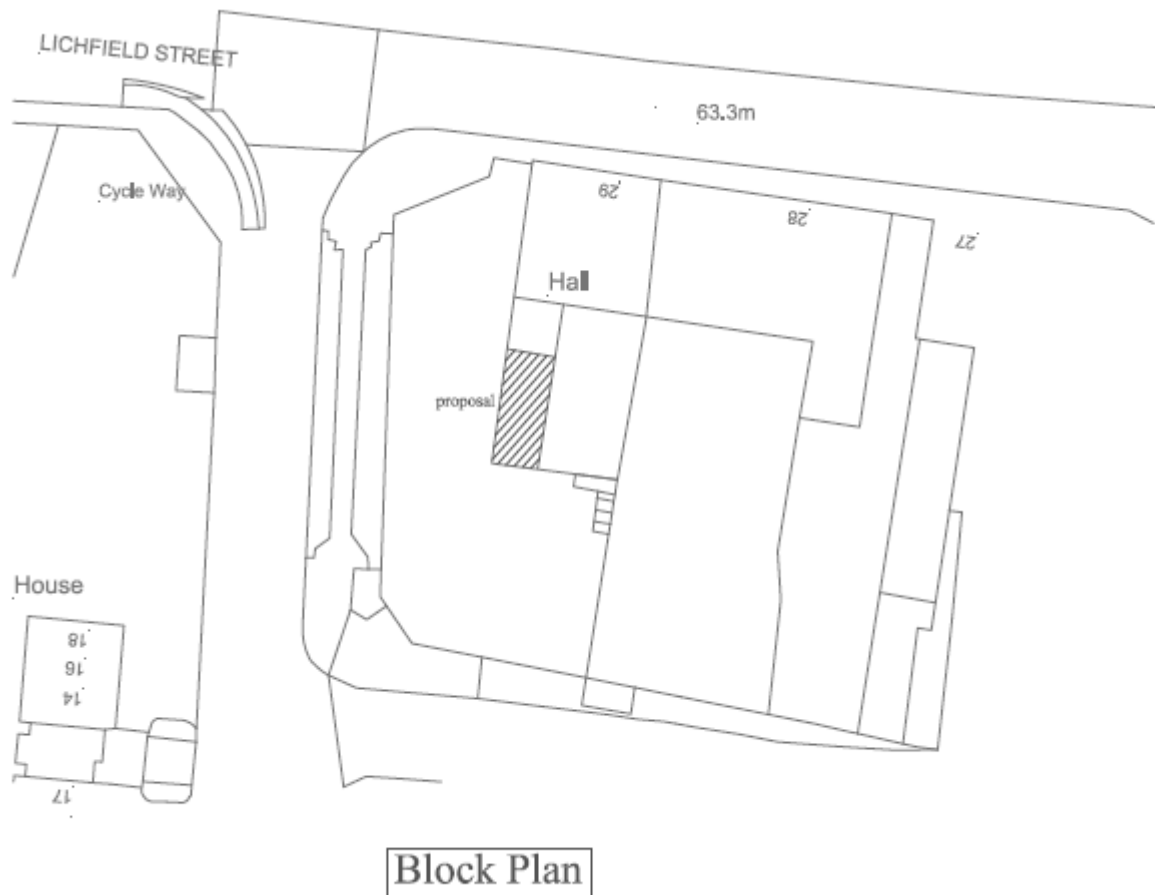 LICHFIELD STREET
63.3m
Cycle Way
29
28
27
Hall
proposal
House
18
16
14
17
Block Plan